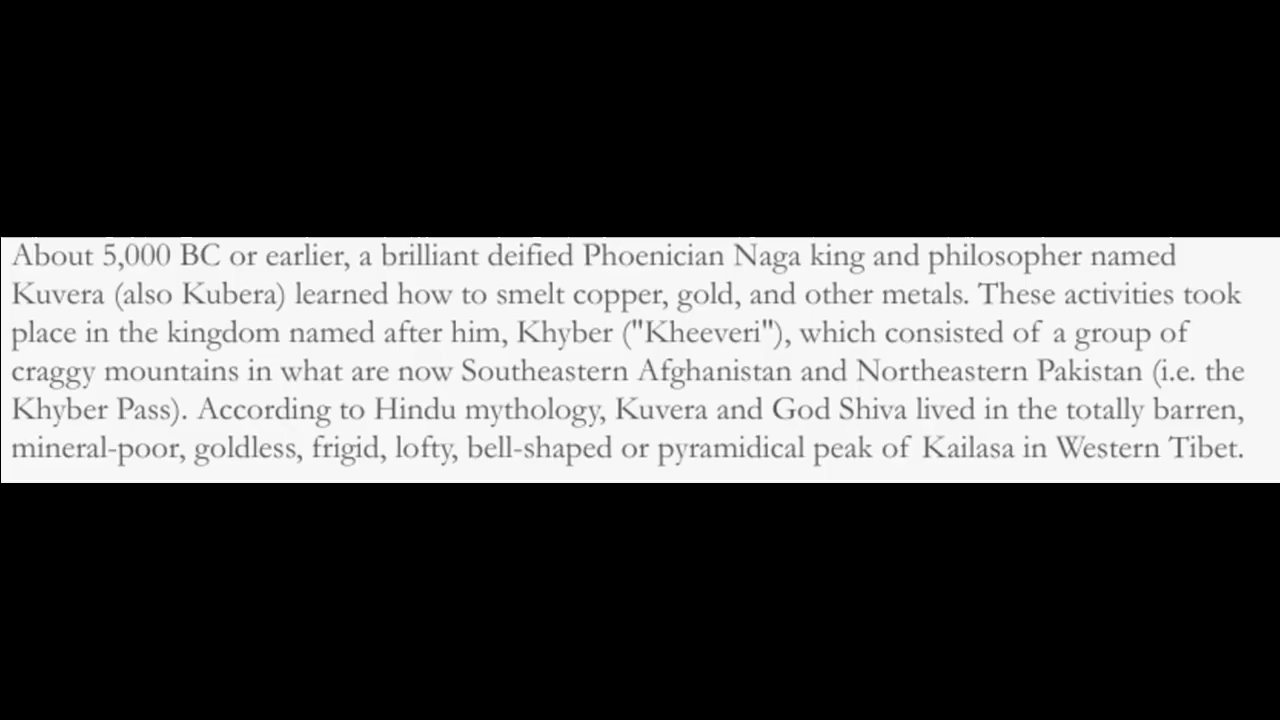 About 5,000 BC or earlier, a brilliant deified Phoenician Naga king and philosopher named
Kuvera (also Kubera) learned how to smelt copper, gold, and other metals. These activities took
place in the kingdom named after him, Khyber ("Kheeveri"), which consisted of a group of
craggy mountains in what are now Southeastern Afghanistan and Northeastern Pakistan (i.e. the
Khyber Pass). According to Hindu mythology, Kuvera and God Shiva lived in the totally barren,
mineral-poor, goldless, frigid, lofty, bell-shaped or pyramidical peak of Kailasa in Western Tibet.